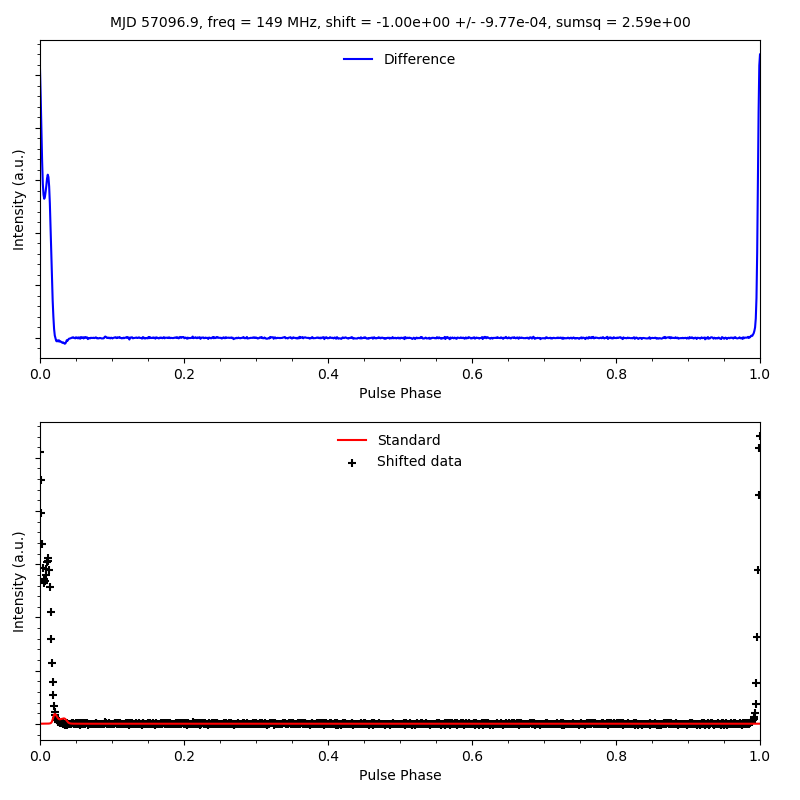 MJD 57096.9, freq = 149 MHz, shift = -1.00e+00 +/- -9.77e-04, sumsq = 2.59e+00
Difference
Intensity (a.u.)
0.0 0.2 0.4 0.6 0.8 1.0
Pulse Phase
Standard
Shifted data
Intensity (a.u.)
0.0 0.2 0.4 0.6 0.8 1.0
Pulse Phase